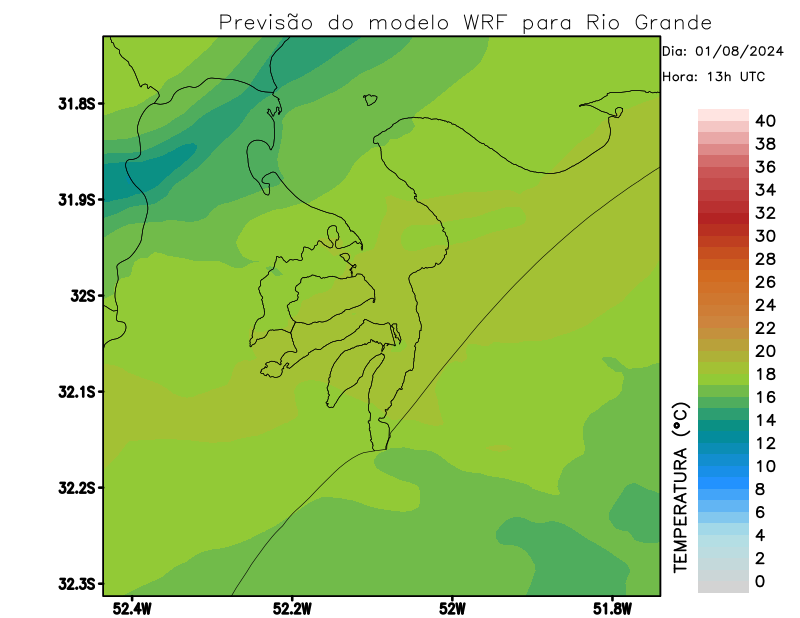 Previsão do modelo WRF para Rio Grande
Dia: 01/08/2024
Hora: 13h UTC
31.8S
31.9S
32S
32.1S
32.2S
32.3S
52.4W
52.2W
52W
51.8W
TEMPERATURA (°C)
40
38
36
34
32
30
28
26
24
22
20
18
16
14
12
10
8
6
4
2
0